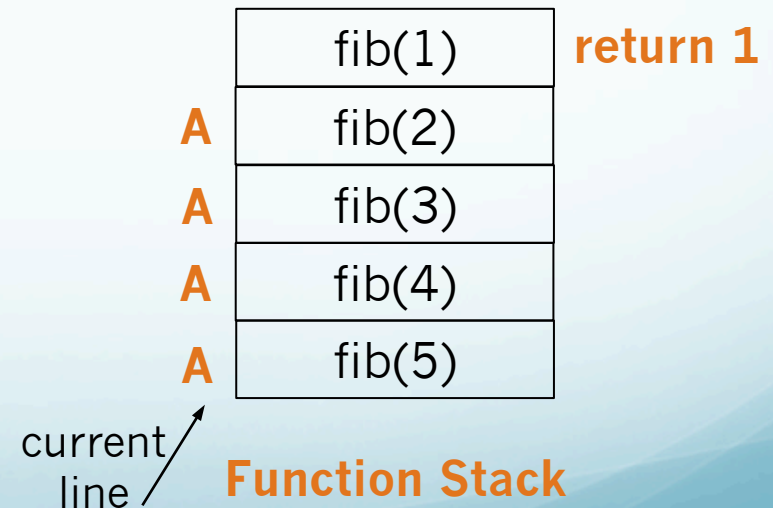 fib(1) return 1
A fib(2)
A fib(3)
A fib(4)
A fib(5)
current
line
Function Stack